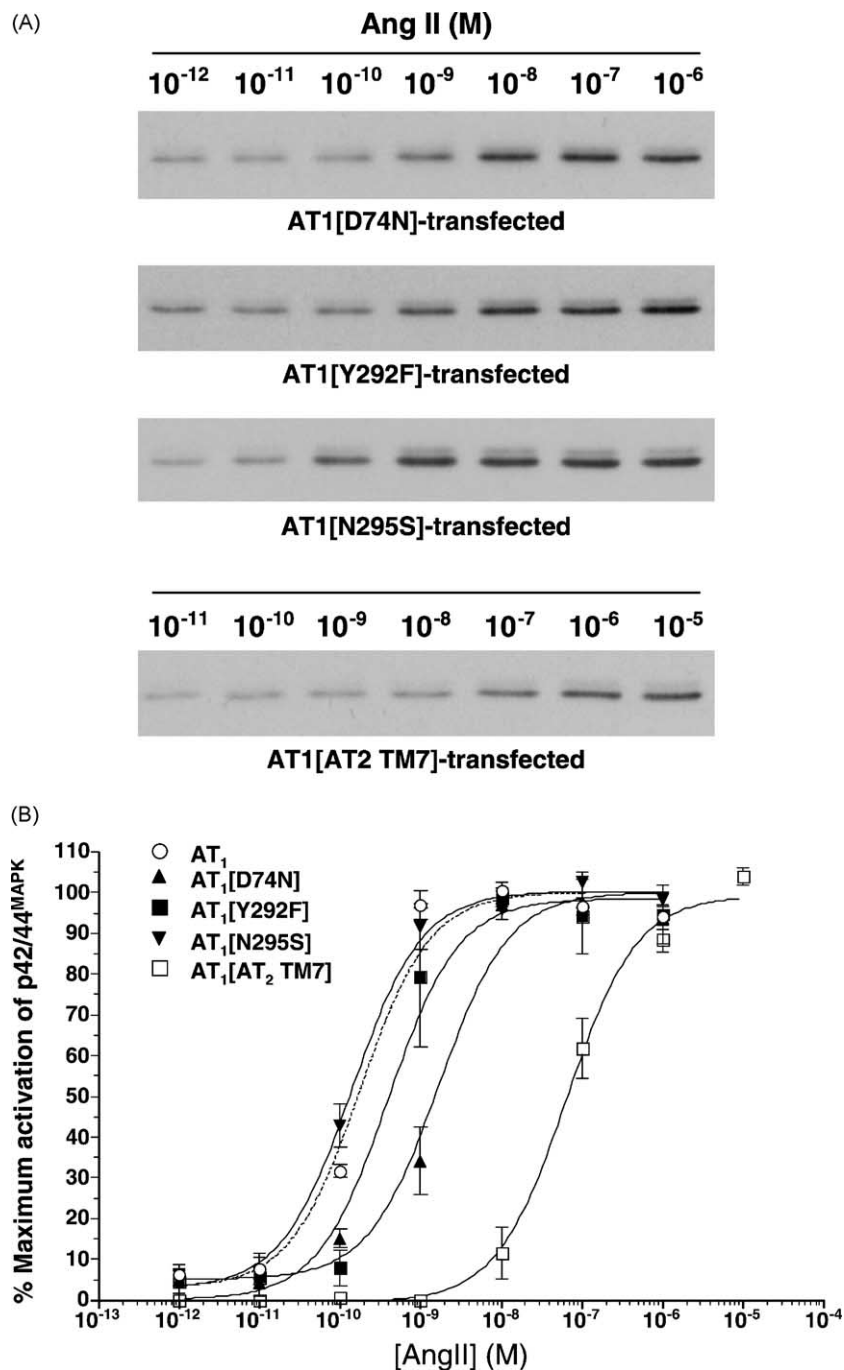 (A)
Ang II (M)
10⁻¹² 10⁻¹¹ 10⁻¹⁰ 10⁻⁹ 10⁻⁸ 10⁻⁷ 10⁻⁶
AT1[D74N]-transfected
AT1[Y292F]-transfected
AT1[N295S]-transfected
10⁻¹¹ 10⁻¹⁰ 10⁻⁹ 10⁻⁸ 10⁻⁷ 10⁻⁶ 10⁻⁵
AT1[AT2 TM7]-transfected
(B)
% Maximum activation of p42/44ᴹᴬᴾᴷ
110
100
90
80
70
60
50
40
30
20
10
0
AT₁
AT₁[D74N]
AT₁[Y292F]
AT₁[N295S]
AT₁[AT₂ TM7]
10⁻¹³ 10⁻¹² 10⁻¹¹ 10⁻¹⁰ 10⁻⁹ 10⁻⁸ 10⁻⁷ 10⁻⁶ 10⁻⁵ 10⁻⁴
[AngII] (M)